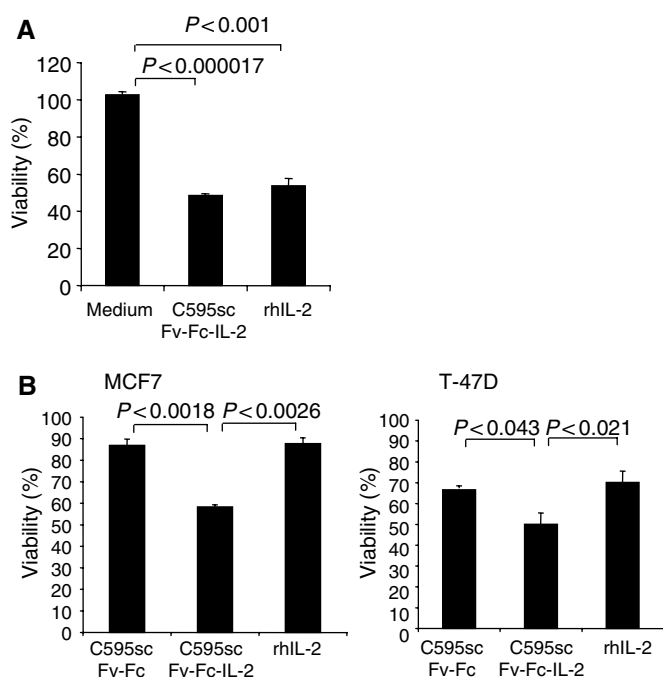 A
P<0.001
P<0.000017
120
100
80
60
40
20
0
Viability (%)
Medium C595sc rhIL-2
Fv-Fc-IL-2
B
MCF7 T-47D
P<0.0018 P<0.0026
100
90
80
70
60
50
40
30
20
10
0
Viability (%)
C595sc C595sc rhIL-2
Fv-Fc Fv-Fc-IL-2
P<0.043 P<0.021
100
90
80
70
60
50
40
30
20
10
0
Viability (%)
C595sc C595sc rhIL-2
Fv-Fc Fv-Fc-IL-2